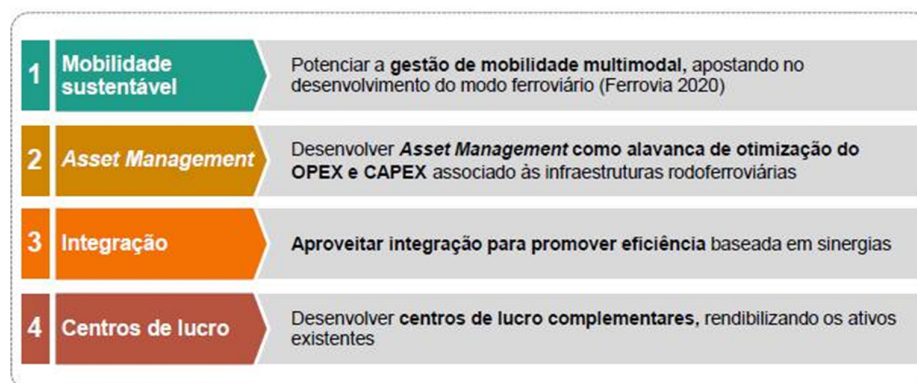 1
Mobilidade
sustentável
Potenciar a gestão de mobilidade multimodal, apostando no
desenvolvimento do modo ferroviário (Ferrovia 2020)
2
Asset Management
Desenvolver Asset Management como alavanca de otimização do
OPEX e CAPEX associado às infraestruturas rodoferroviárias
3
Integração
Aproveitar integração para promover eficiência baseada em sinergias
4
Centros de lucro
Desenvolver centros de lucro complementares, rendibilizando os ativos
existentes